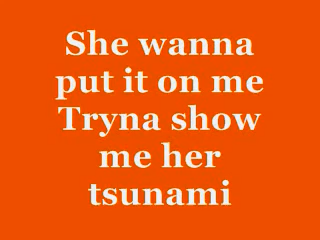 She wanna
put it on me
Tryna show
me her
tsunami